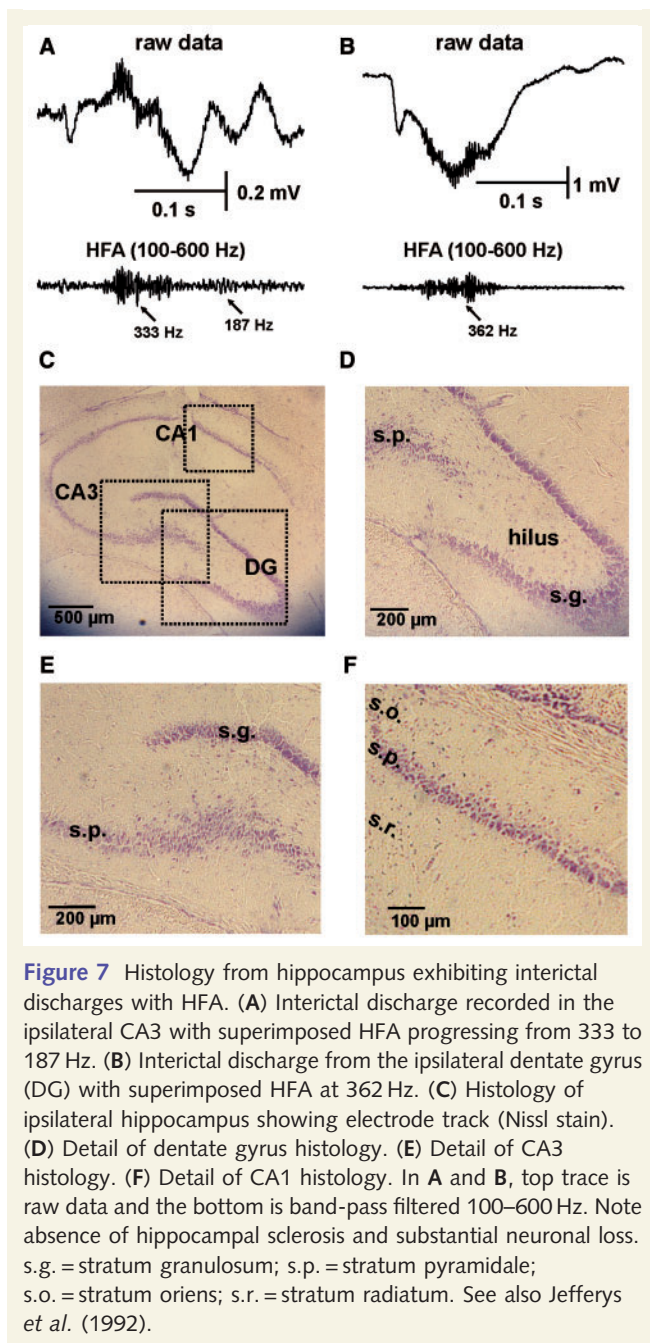 A
raw data
0.1 s
0.2 mV
HFA (100-600 Hz)
333 Hz
187 Hz
B
raw data
0.1 s
1 mV
HFA (100-600 Hz)
362 Hz
C
CA1
CA3
DG
500 µm
D
s.p.
hilus
s.g.
200 µm
E
s.g.
s.p.
200 µm
F
s.o.
s.p.
s.r.
100 µm
Figure 7 Histology from hippocampus exhibiting interictal
discharges with HFA. (A) Interictal discharge recorded in the
ipsilateral CA3 with superimposed HFA progressing from 333 to
187 Hz. (B) Interictal discharge from the ipsilateral dentate gyrus
(DG) with superimposed HFA at 362 Hz. (C) Histology of
ipsilateral hippocampus showing electrode track (Nissl stain).
(D) Detail of dentate gyrus histology. (E) Detail of CA3
histology. (F) Detail of CA1 histology. In A and B, top trace is
raw data and the bottom is band-pass filtered 100–600 Hz. Note
absence of hippocampal sclerosis and substantial neuronal loss.
s.g. = stratum granulosum; s.p. = stratum pyramidale;
s.o. = stratum oriens; s.r. = stratum radiatum. See also Jefferys
et al. (1992).